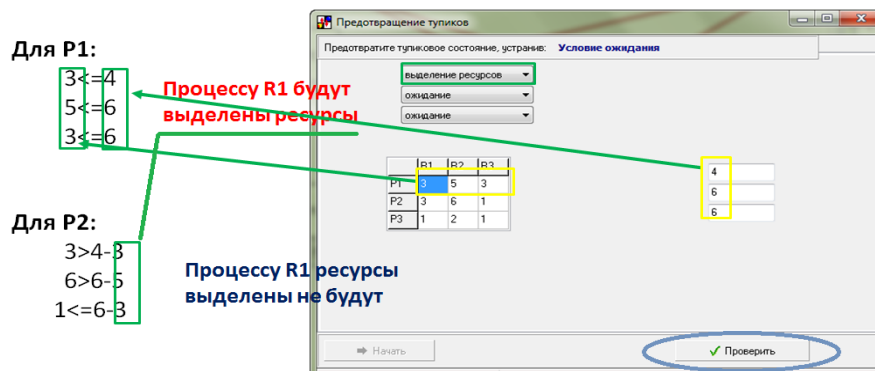 Для P1:
3<=4
5<=6
3<=6
Процессу R1 будут
выделены ресурсы
Для P2:
3>4-3
6>6-5
1<=6-3
Процессу R1 ресурсы
выделены не будут
Предотвращение тупиков
Предотвратите тупиковое состояние, устранив: Условие ожидания
выделение ресурсов
ожидание
ожидание
R1 R2 R3
P1 3 5 3
P2 3 6 1
P3 1 2 1
4
6
6
Начать
Проверить